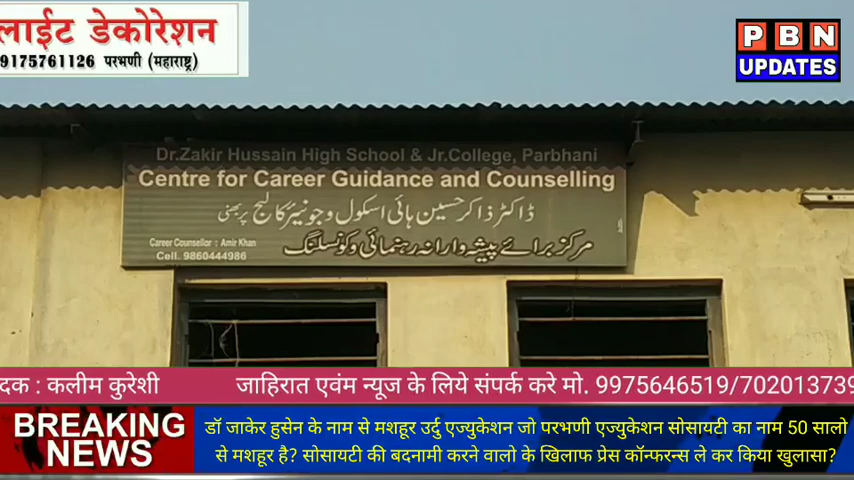 लाईट डेकोरेशन
9175761126 परभणी (महाराष्ट्र)
PBN
UPDATES
Dr.Zakir Hussain High School & Jr.College, Parbhani
Centre for Career Guidance and Counselling
ڈاکٹر ذاکر حسین ہائی اسکول و جونیئر کالج پربھنی
Career Counsellor : Amir Khan
Cell. 9860444986
مرکز برائے پیشہ وارانہ رہنمائی و کونسلنگ
दक : कलीम कुरेशी जाहिरात एवंम न्यूज के लिये संपर्क करे मो. 9975646519/702013739
BREAKING
NEWS
डॉ जाकेर हुसेन के नाम से मशहूर उर्दु एज्युकेशन जो परभणी एज्युकेशन सोसायटी का नाम 50 सालो
से मशहूर है? सोसायटी की बदनामी करने वालो के खिलाफ प्रेस कॉन्फरन्स ले कर किया खुलासा?